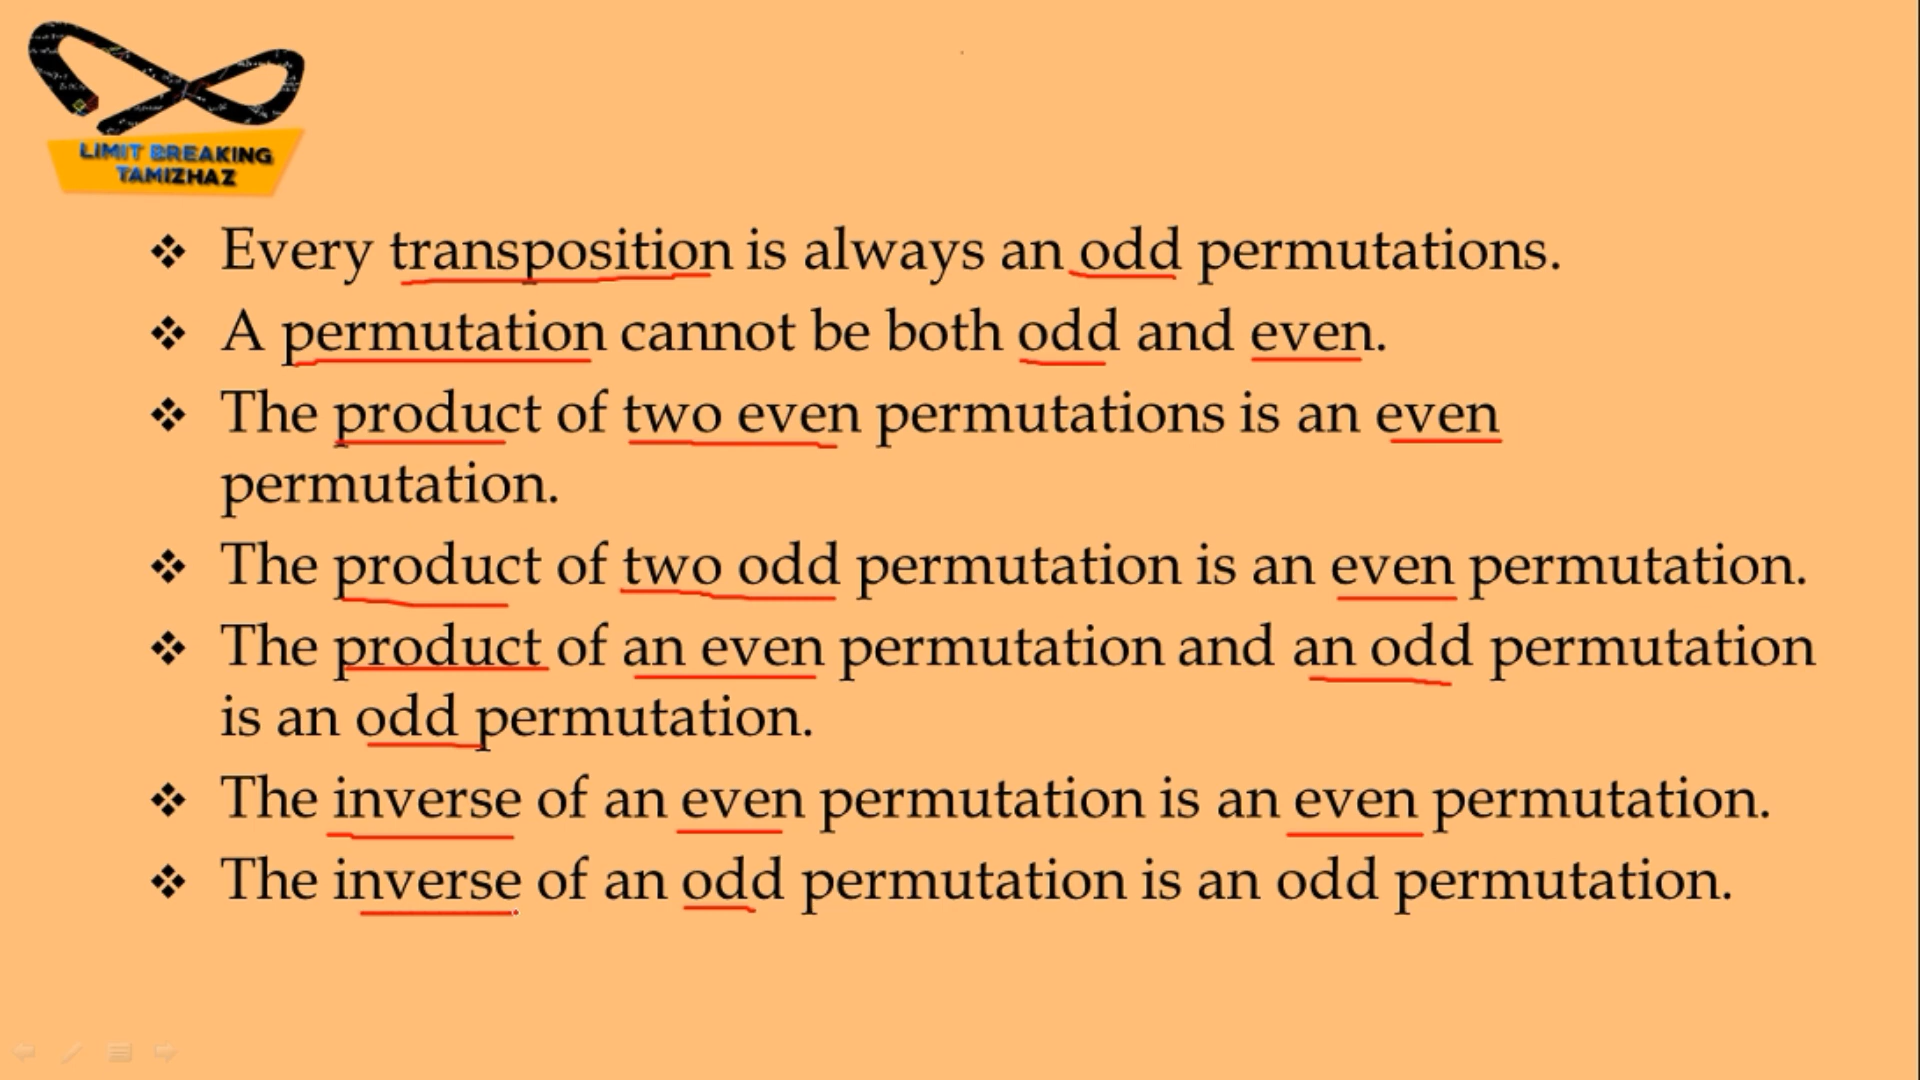 LIMIT BREAKING
TAMIZHAZ
❖ Every transposition is always an odd permutations.
❖ A permutation cannot be both odd and even.
❖ The product of two even permutations is an even
permutation.
❖ The product of two odd permutation is an even permutation.
❖ The product of an even permutation and an odd permutation
is an odd permutation.
❖ The inverse of an even permutation is an even permutation.
❖ The inverse of an odd permutation is an odd permutation.